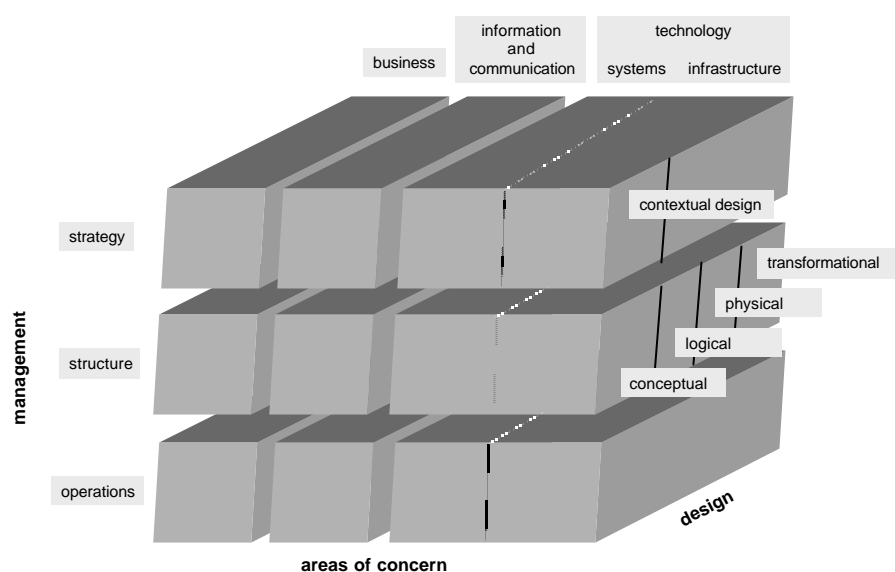 information
and
communication
technology
business
systems infrastructure
contextual design
strategy
transformational
physical
management
logical
structure
conceptual
operations
design
areas of concern